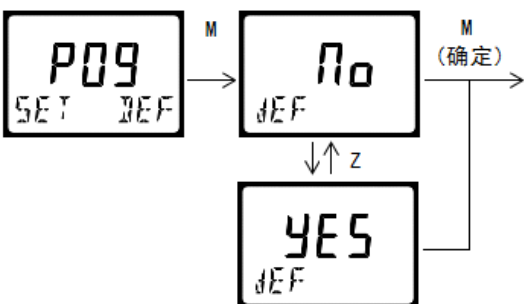 P09
SET DEF
M
No
dEF
M
(确定)
Z
YES
dEF